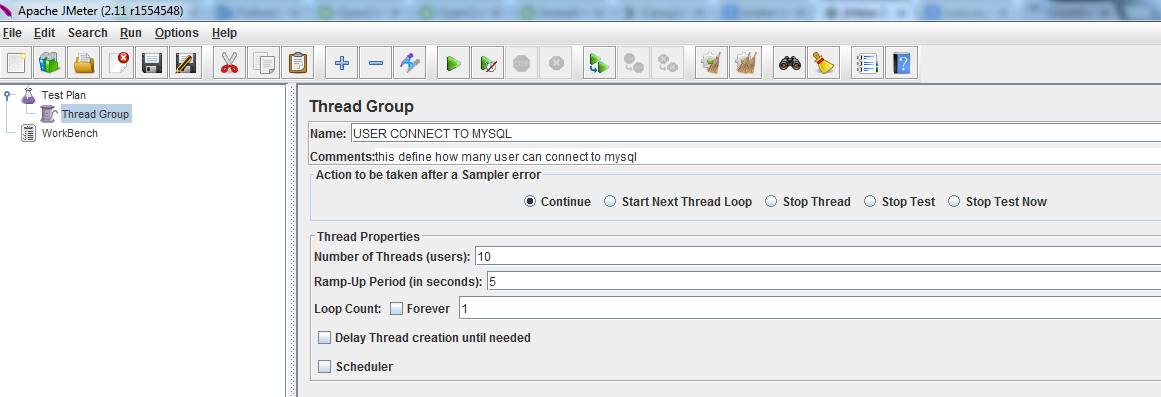 Apache JMeter (2.11 r1554548)
File Edit Search Run Options Help
Test Plan
Thread Group
WorkBench
Thread Group
Name: USER CONNECT TO MYSQL
Comments: this define how many user can connect to mysql
Action to be taken after a Sampler error
Continue Start Next Thread Loop Stop Thread Stop Test Stop Test Now
Thread Properties
Number of Threads (users): 10
Ramp-Up Period (in seconds): 5
Loop Count: Forever 1
Delay Thread creation until needed
Scheduler